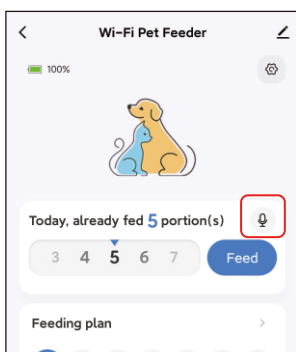 Wi-Fi Pet Feeder
100%
Today, already fed 5 portion(s)
3 4 5 6 7 Feed
Feeding plan